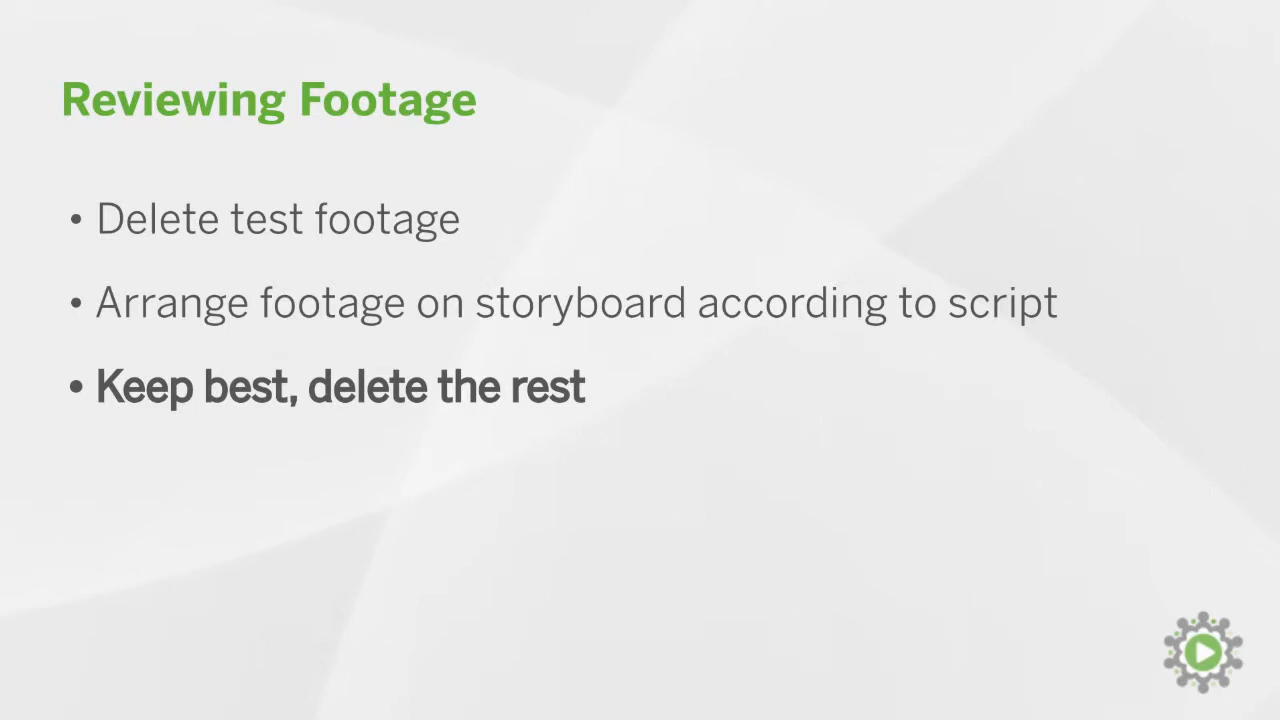 Reviewing Footage
• Delete test footage
• Arrange footage on storyboard according to script
• Keep best, delete the rest